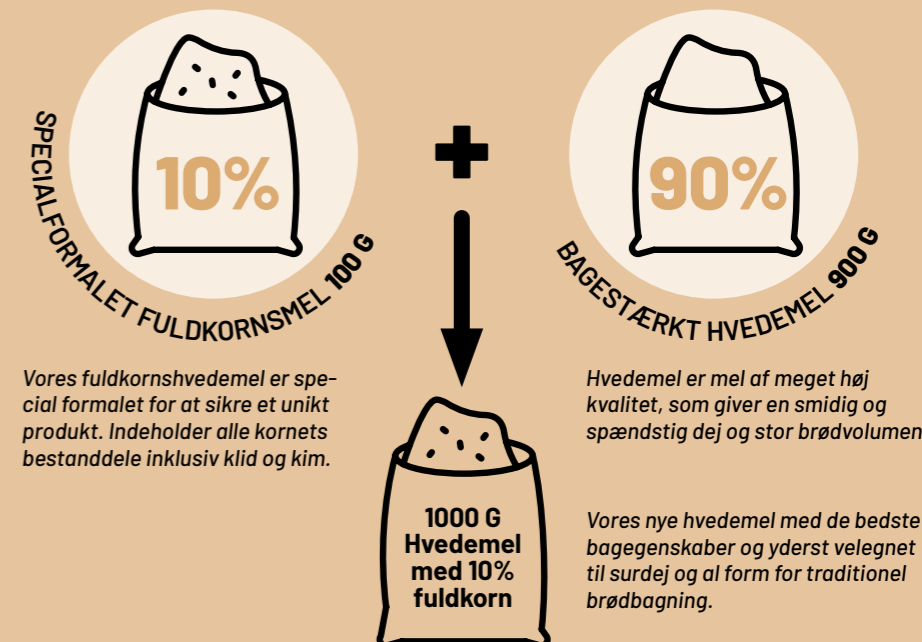 10%
SPECIALFORMALET FULDKORNSMEL 100 G
Vores fuldkornshvedemel er spe-
cial formalet for at sikre et unikt
produkt. Indeholder alle kornets
bestanddele inklusiv klid og kim.
+
90%
BAGESTÆRKT HVEDEMEL 900 G
Hvedemel er mel af meget høj
kvalitet, som giver en smidig og
spændstig dej og stor brødvolumen
1000 G
Hvedemel
med 10%
fuldkorn
Vores nye hvedemel med de bedste
bagegenskaber og yderst velegnet
til surdej og al form for traditionel
brødbagning.